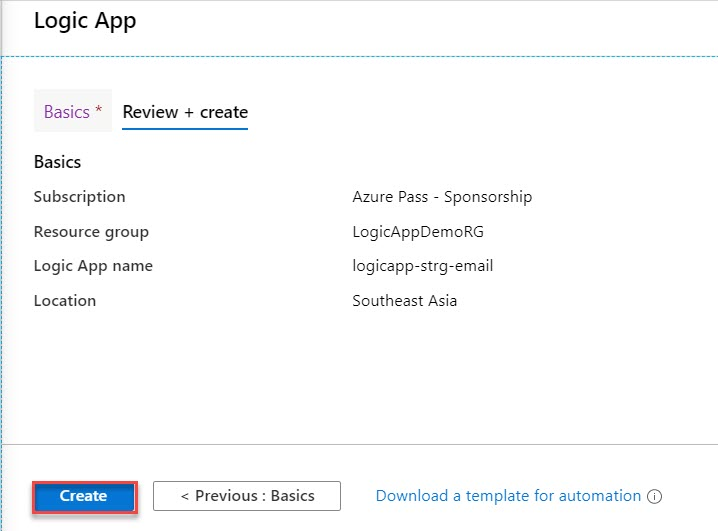 Logic App
Basics * Review + create
Basics
Subscription Azure Pass - Sponsorship
Resource group LogicAppDemoRG
Logic App name logicapp-strg-email
Location Southeast Asia
Create < Previous : Basics Download a template for automation